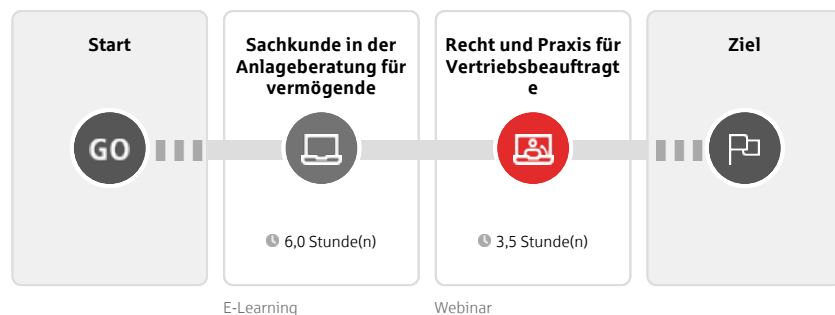 Start
GO
Sachkunde in der
Anlageberatung für
vermögende
6,0 Stunde(n)
E-Learning
Recht und Praxis für
Vertriebsbeauftragt
e
3,5 Stunde(n)
Webinar
Ziel